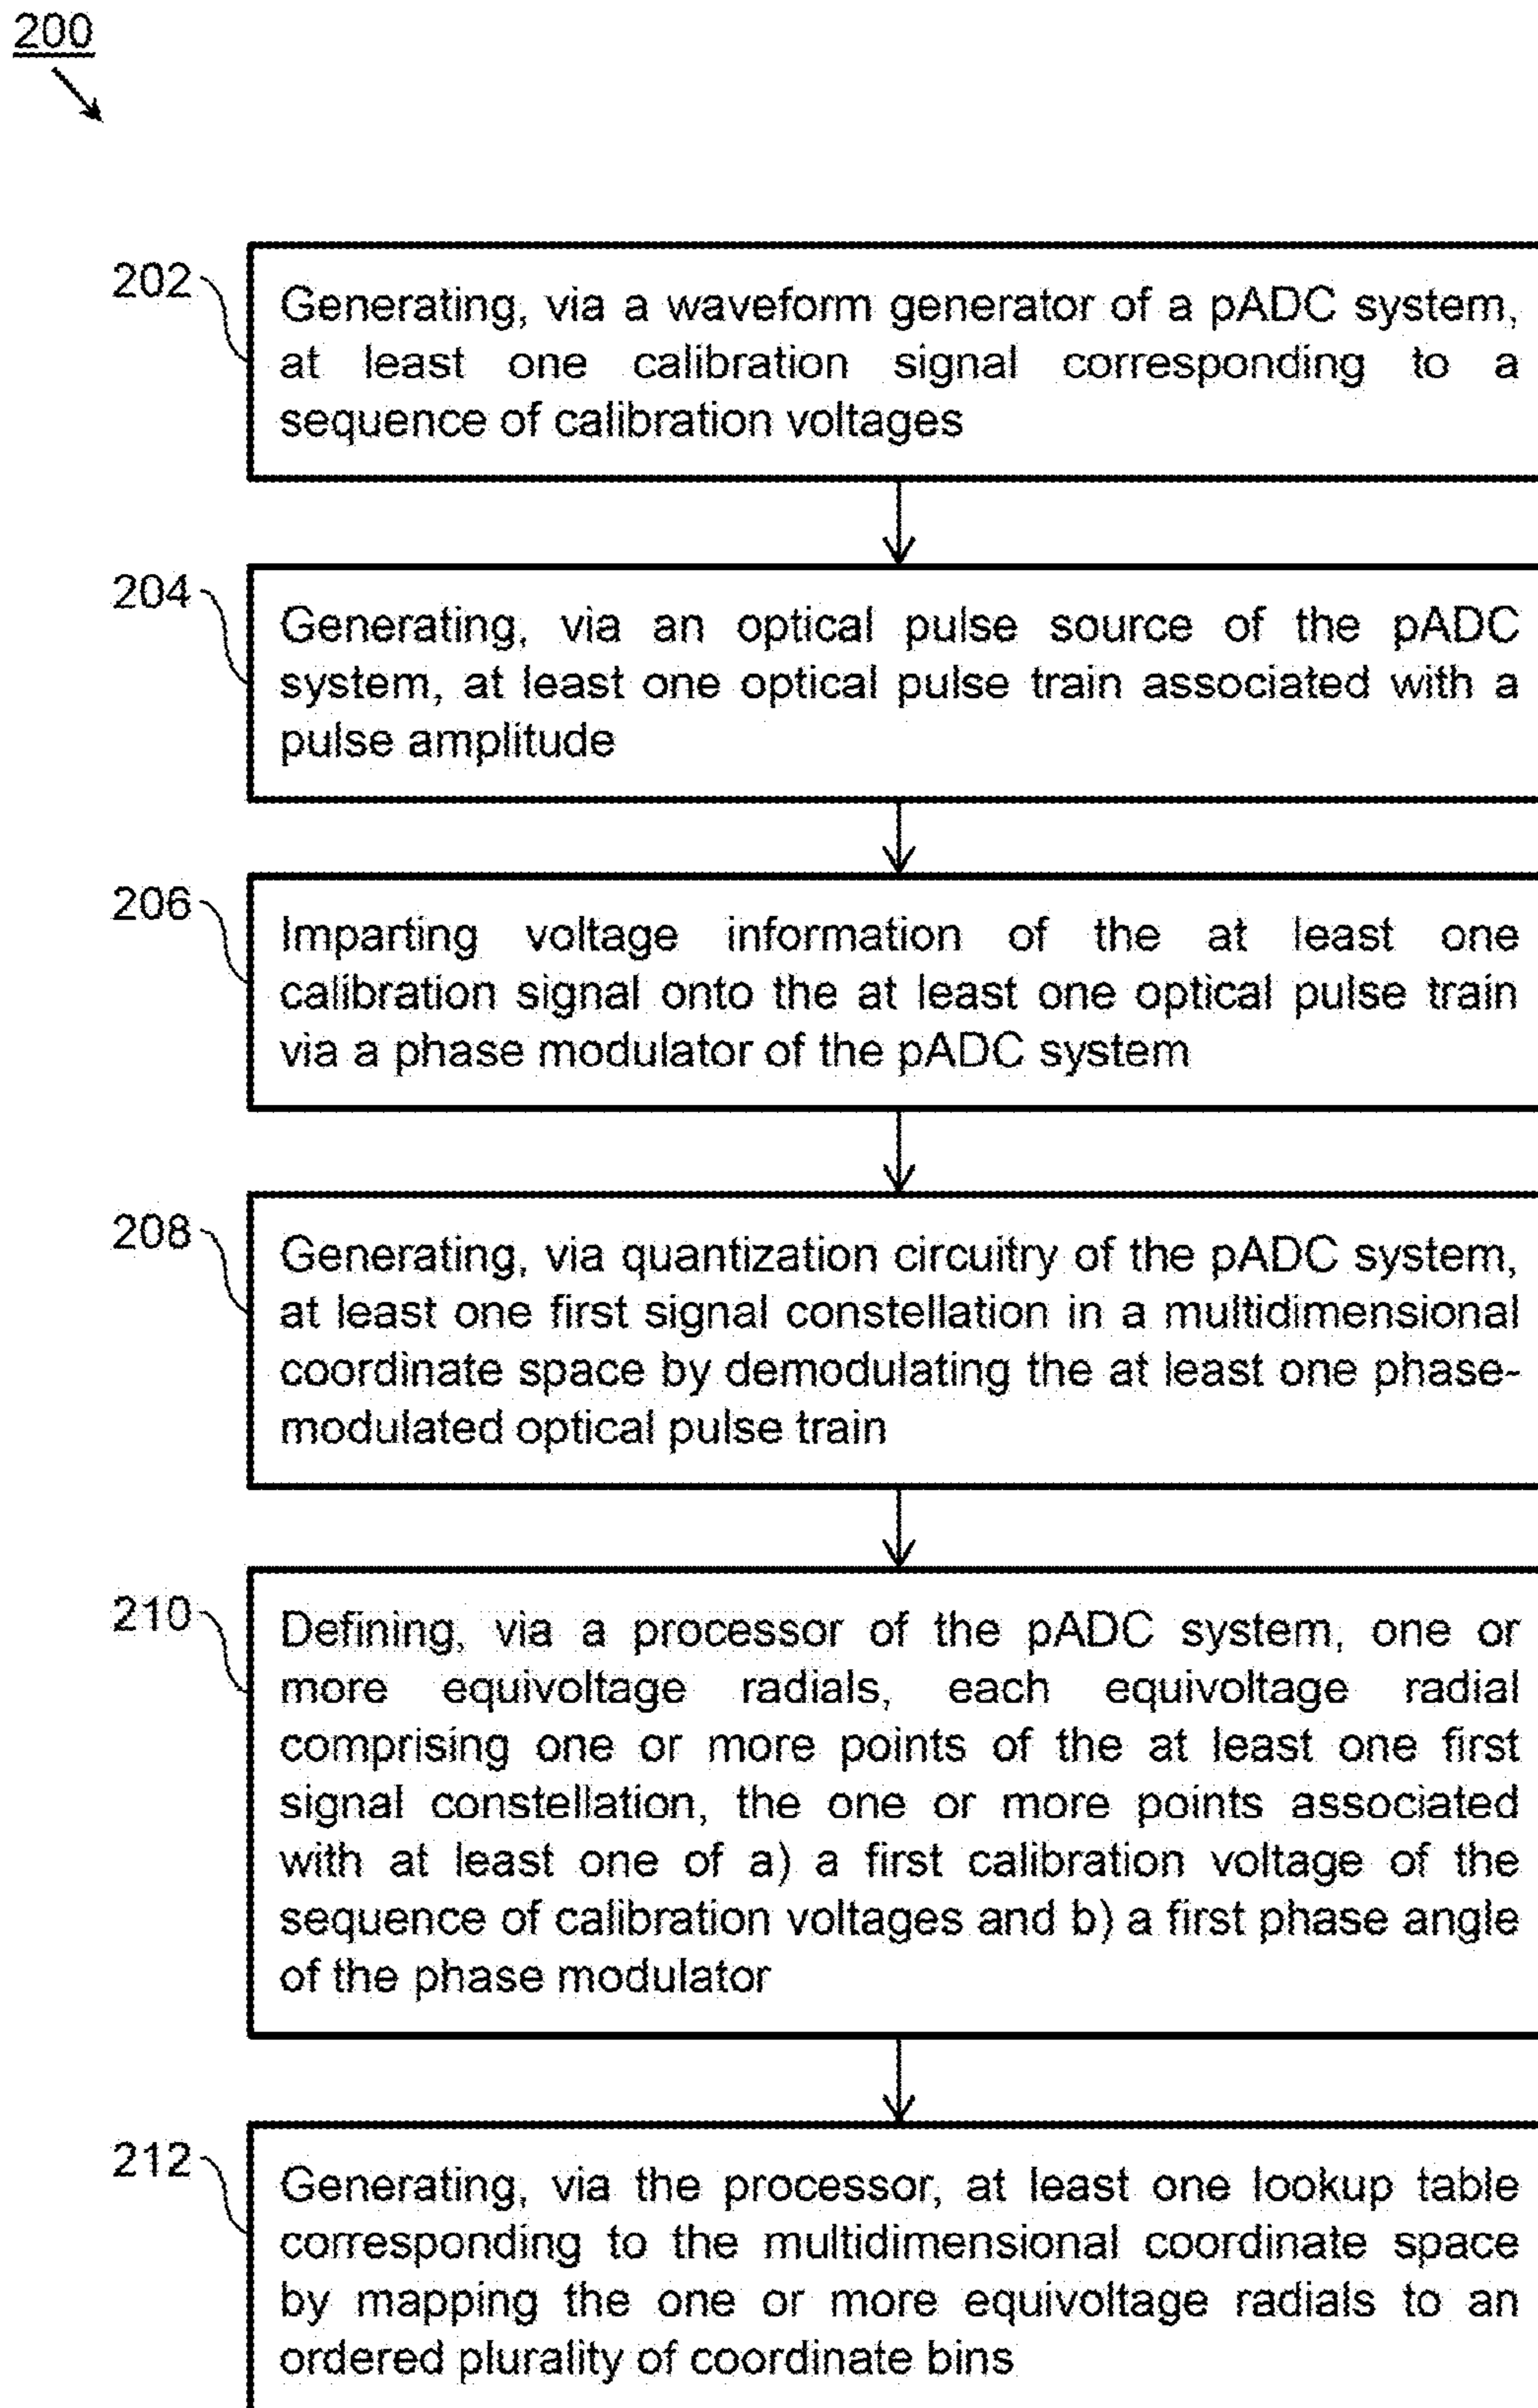 200
202
Generating, via a waveform generator of a pADC system,
at least one calibration signal corresponding to a
sequence of calibration voltages
204
Generating, via an optical pulse source of the pADC
system, at least one optical pulse train associated with a
pulse amplitude
206
Imparting voltage information of the at least one
calibration signal onto the at least one optical pulse train
via a phase modulator of the pADC system
208
Generating, via quantization circuitry of the pADC system,
at least one first signal constellation in a multidimensional
coordinate space by demodulating the at least one phase-
modulated optical pulse train
210
Defining, via a processor of the pADC system, one or
more equivoltage radials, each equivoltage radial
comprising one or more points of the at least one first
signal constellation, the one or more points associated
with at least one of a) a first calibration voltage of the
sequence of calibration voltages and b) a first phase angle
of the phase modulator
212
Generating, via the processor, at least one lookup table
corresponding to the multidimensional coordinate space
by mapping the one or more equivoltage radials to an
ordered plurality of coordinate bins